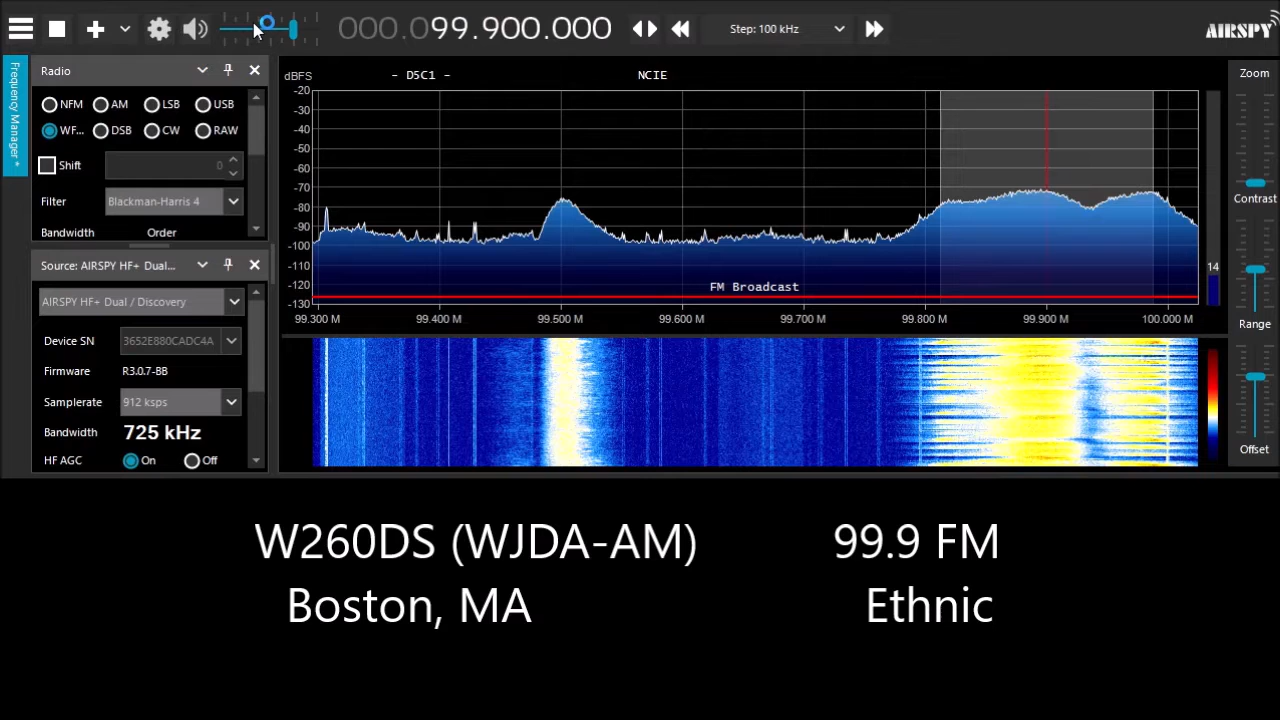 000.099.900.000
Step: 100 kHz
AIRSPY
Frequency Manager *
Radio
NFM AM LSB USB
WF... DSB CW RAW
Shift 0
Filter Blackman-Harris 4
Bandwidth Order
Source: AIRSPY HF+ Dual...
AIRSPY HF+ Dual / Discovery
Device SN 3652E880CADC4A
Firmware R3.0.7-BB
Samplerate 912 ksps
Bandwidth 725 kHz
HF AGC On Off
dBFS - D5C1 - NCIE
-20
-30
-40
-50
-60
-70
-80
-90
-100
-110
-120
-130
FM Broadcast
99.300 M 99.400 M 99.500 M 99.600 M 99.700 M 99.800 M 99.900 M 100.000 M
14
Zoom
Contrast
Range
Offset
W260DS (WJDA-AM) 99.9 FM
Boston, MA Ethnic